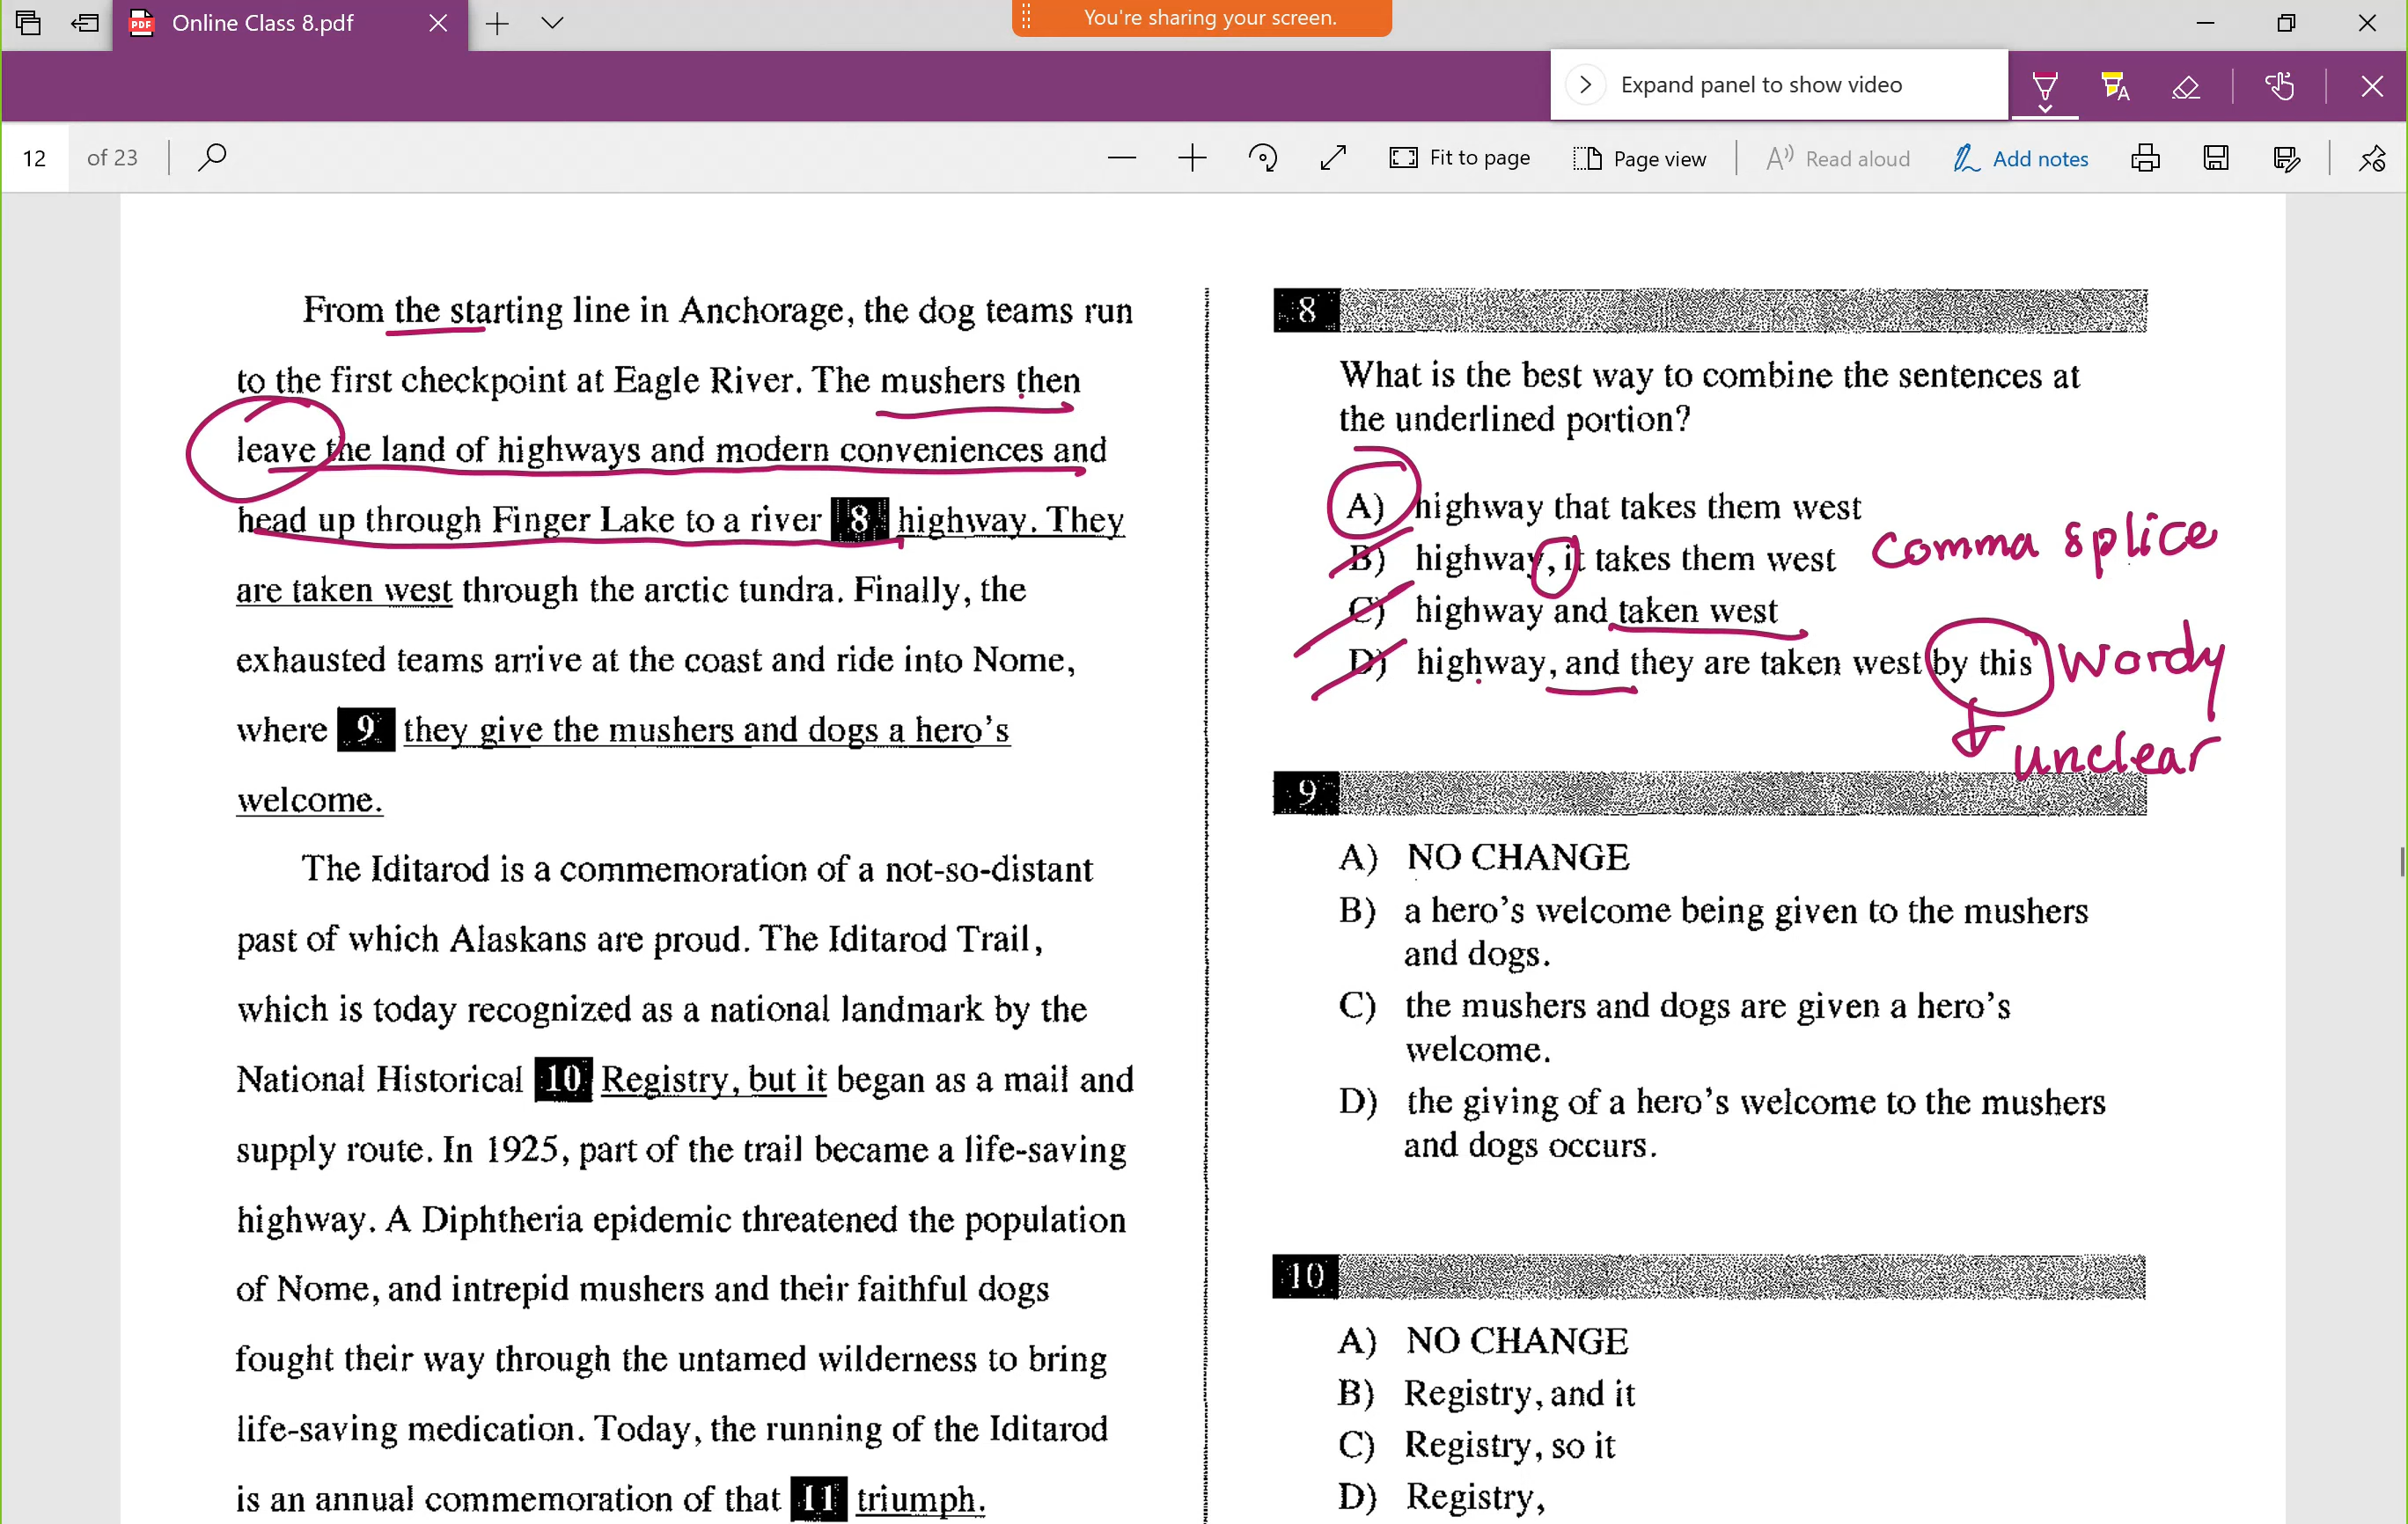 Online Class 8.pdf
You're sharing your screen.
Expand panel to show video
12 of 23
Fit to page
Page view
Read aloud
Add notes
From the starting line in Anchorage, the dog teams run
to the first checkpoint at Eagle River. The mushers then
leave the land of highways and modern conveniences and
head up through Finger Lake to a river 8 highway. They
are taken west through the arctic tundra. Finally, the
exhausted teams arrive at the coast and ride into Nome,
where 9 they give the mushers and dogs a hero's
welcome.
The Iditarod is a commemoration of a not-so-distant
past of which Alaskans are proud. The Iditarod Trail,
which is today recognized as a national landmark by the
National Historical 10 Registry, but it began as a mail and
supply route. In 1925, part of the trail became a life-saving
highway. A Diphtheria epidemic threatened the population
of Nome, and intrepid mushers and their faithful dogs
fought their way through the untamed wilderness to bring
life-saving medication. Today, the running of the Iditarod
is an annual commemoration of that 11 triumph.
8
What is the best way to combine the sentences at
the underlined portion?
A) highway that takes them west
B) highway, it takes them west comma splice
C) highway and taken west
D) highway, and they are taken west by this wordy
unclear
9
A) NO CHANGE
B) a hero's welcome being given to the mushers
and dogs.
C) the mushers and dogs are given a hero's
welcome.
D) the giving of a hero's welcome to the mushers
and dogs occurs.
10
A) NO CHANGE
B) Registry, and it
C) Registry, so it
D) Registry,